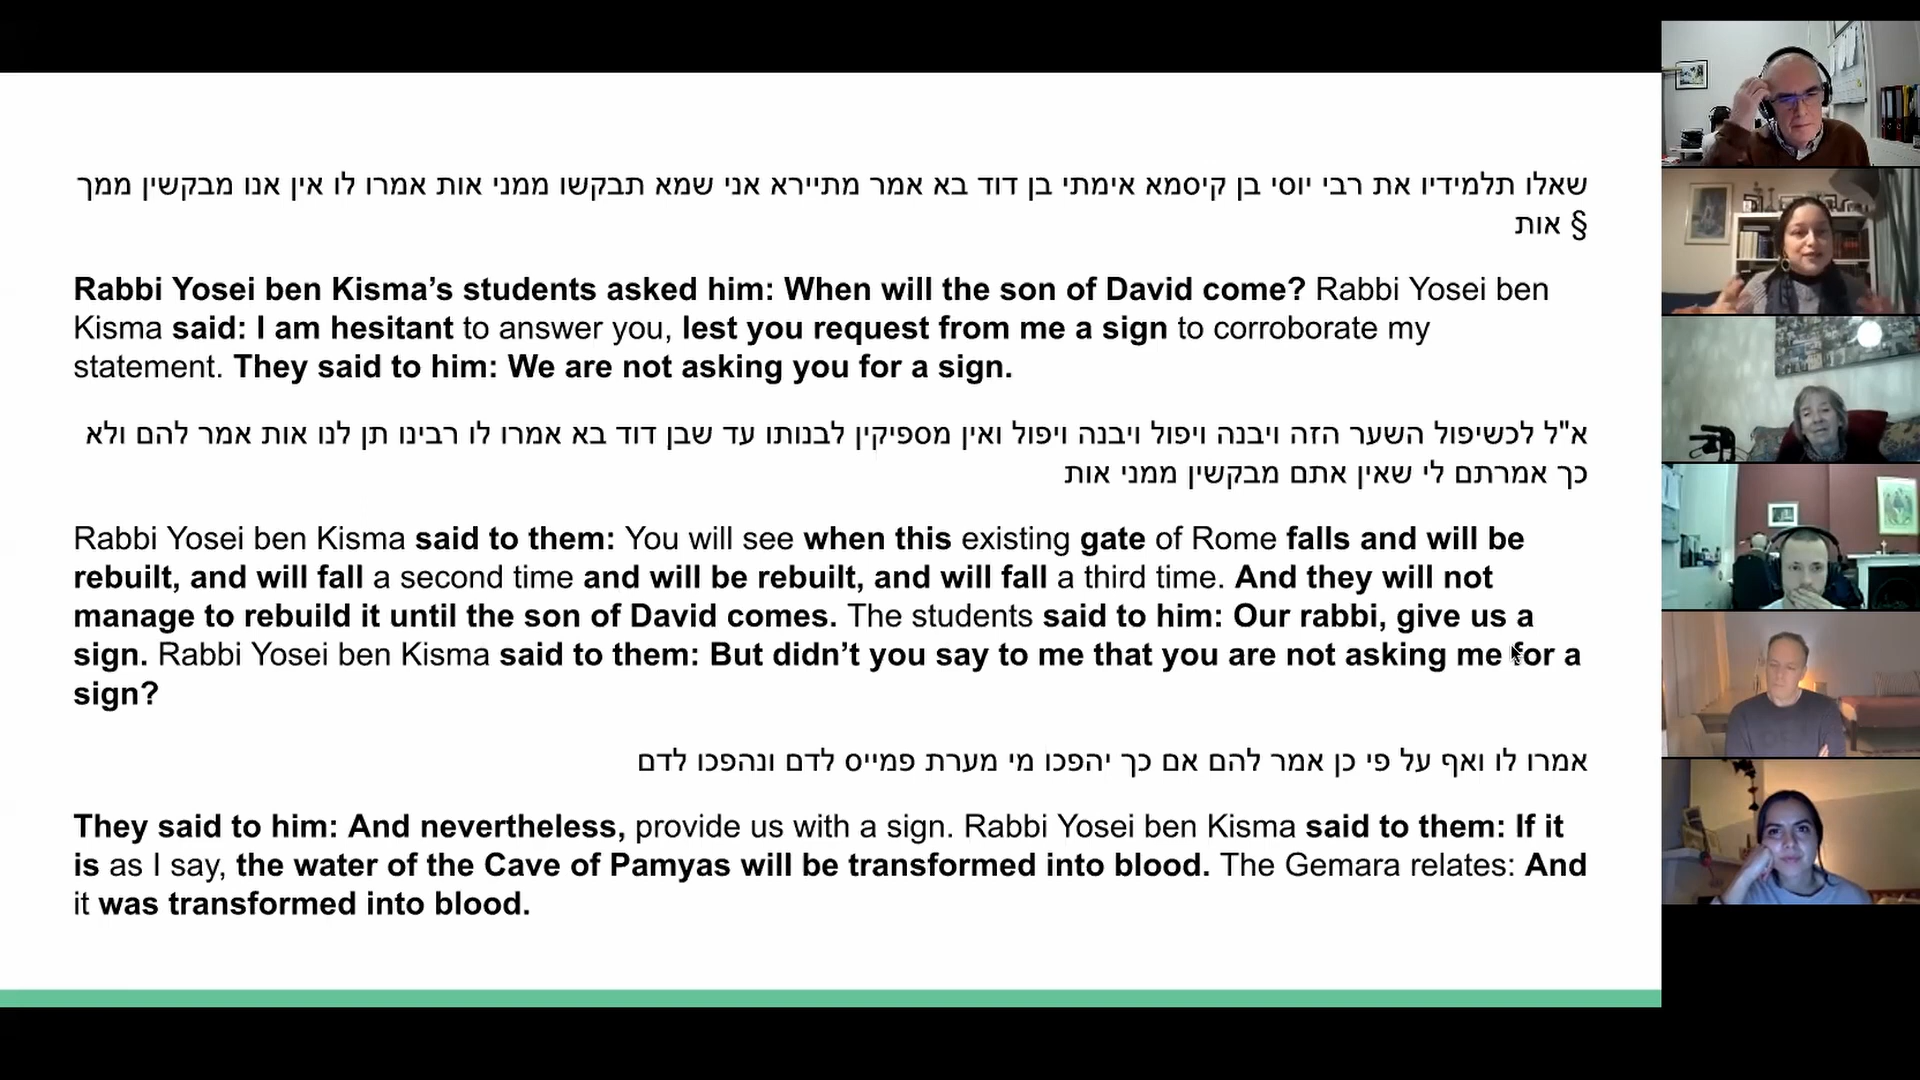 שאלו תלמידיו את רבי יוסי בן קיסמא אימתי בן דוד בא אמר מתיירא אני שמא תבקשו ממני אות אמרו לו אין אנו מבקשין ממך
§ אות
Rabbi Yosei ben Kisma’s students asked him: When will the son of David come? Rabbi Yosei ben
Kisma said: I am hesitant to answer you, lest you request from me a sign to corroborate my
statement. They said to him: We are not asking you for a sign.
א"ל לכשיפול השער הזה ויבנה ויפול ויבנה ויפול ואין מספיקין לבנותו עד שבן דוד בא אמרו לו רבינו תן לנו אות אמר להם ולא
כך אמרתם לי שאין אתם מבקשין ממני אות
Rabbi Yosei ben Kisma said to them: You will see when this existing gate of Rome falls and will be
rebuilt, and will fall a second time and will be rebuilt, and will fall a third time. And they will not
manage to rebuild it until the son of David comes. The students said to him: Our rabbi, give us a
sign. Rabbi Yosei ben Kisma said to them: But didn’t you say to me that you are not asking me for a
sign?
אמרו לו ואף על פי כן אמר להם אם כך יהפכו מי מערת פמייס לדם ונהפכו לדם
They said to him: And nevertheless, provide us with a sign. Rabbi Yosei ben Kisma said to them: If it
is as I say, the water of the Cave of Pamyas will be transformed into blood. The Gemara relates: And
it was transformed into blood.